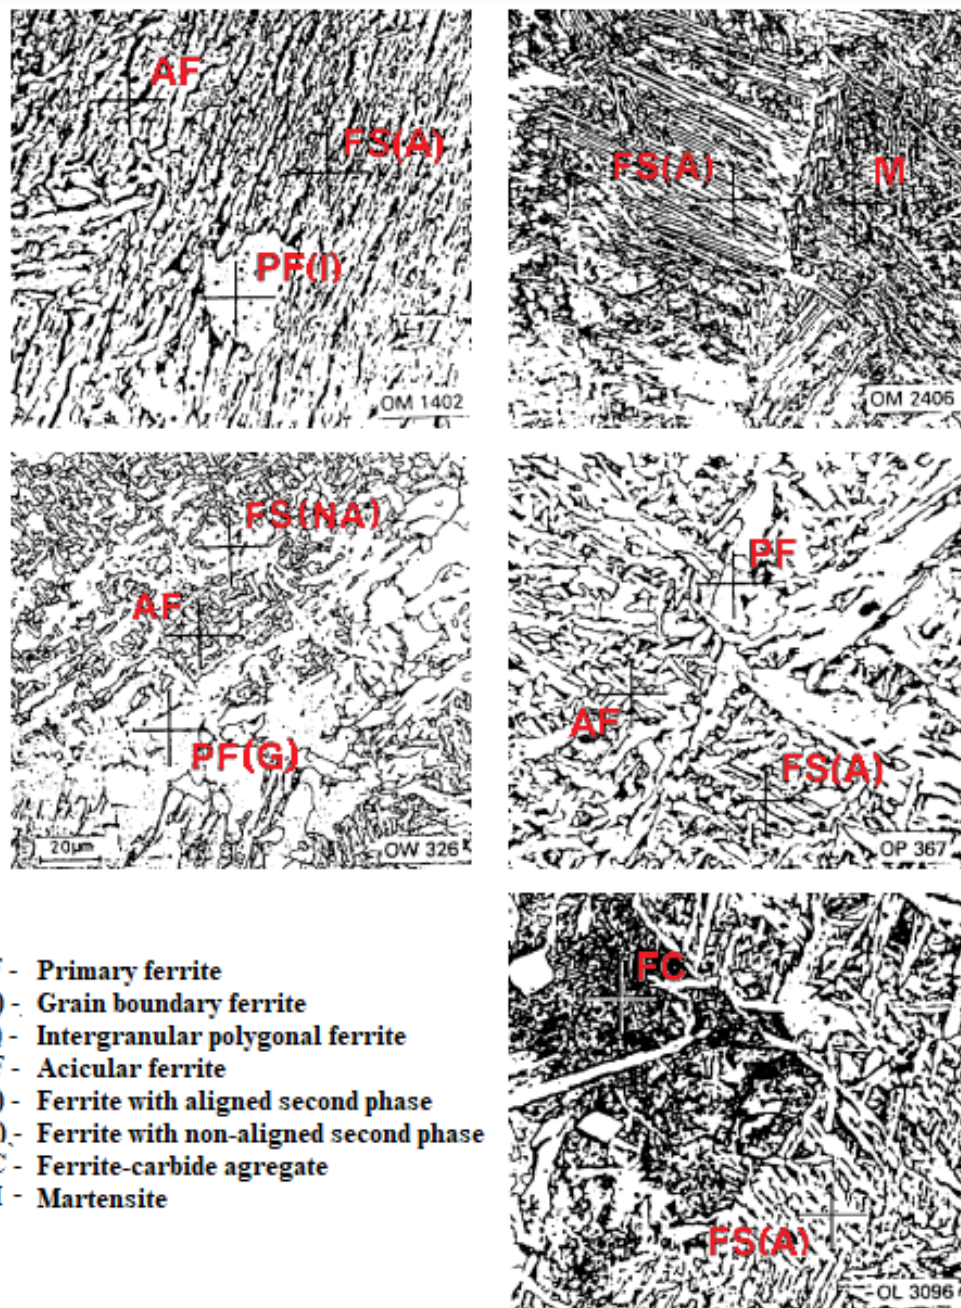 AF
FS(A)
PF(I)
OM 1402
FS(A)
M
OM 2406
FS(NA)
AF
PF(G)
20µm
OW 326
PF
AF
FS(A)
OP 367
- Primary ferrite
) - Grain boundary ferrite
- Intergranular polygonal ferrite
- Acicular ferrite
) - Ferrite with aligned second phase
) - Ferrite with non-aligned second phase
C - Ferrite-carbide agregate
- Martensite
FC
FS(A)
OL 3096